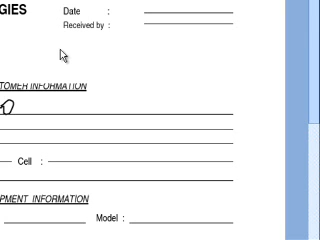 GIES
Date :
Received by :
TOMER INFORMATION
Cell :
PMENT INFORMATION
Model :